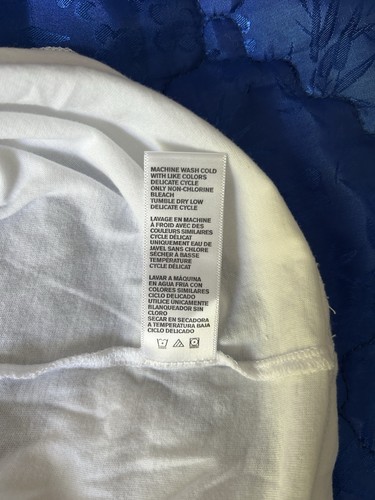 MACHINE WASH COLD
WITH LIKE COLORS
DELICATE CYCLE
ONLY NON-CHLORINE
BLEACH
TUMBLE DRY LOW
DELICATE CYCLE
LAVAGE EN MACHINE
À FROID AVEC DES
COULEURS SIMILAIRES
CYCLE DÉLICAT
UNIQUEMENT EAU DE
JAVEL SANS CHLORE
SÉCHER À BASSE
TEMPÉRATURE
CYCLE DÉLICAT
LAVAR A MÁQUINA
EN AGUA FRIA CON
COLORES SIMILARES
CICLO DELICADO
UTILICE ÚNICAMENTE
BLANQUEADOR SIN
CLORO
SECAR EN SECADORA
A TEMPERATURA BAJA
CICLO DELICADO